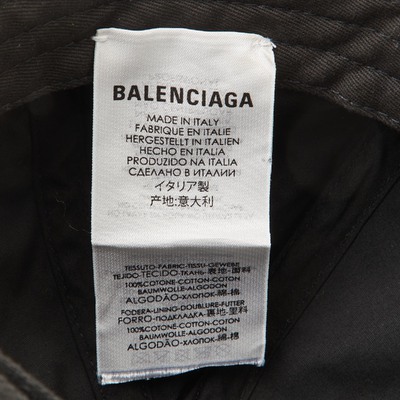 BALENCIAGA
MADE IN ITALY
FABRIQUE EN ITALIE
HERGESTELLT IN ITALIEN
HECHO EN ITALIA
PRODUZIDO NA ITALIA
СДЕЛАНО В ИТАЛИИ
イタリア製
产地:意大利
TESSUTO-FABRIC-TISSU-GEWEBE
TEJIDO-TECIDO-ТКАНЬ-表地-面料
100%COTONE-COTTON-COTON
BAUMWOLLE-ALGODON
ALGODÃO-ХЛОПОК-綿-棉
FODERA-LINING-DOUBLURE-FUTTER
FORRO-ПОДКЛАДКА-裏地-里料
100%COTONE-COTTON-COTON
BAUMWOLLE-ALGODON
ALGODÃO-ХЛОПОК-綿-棉